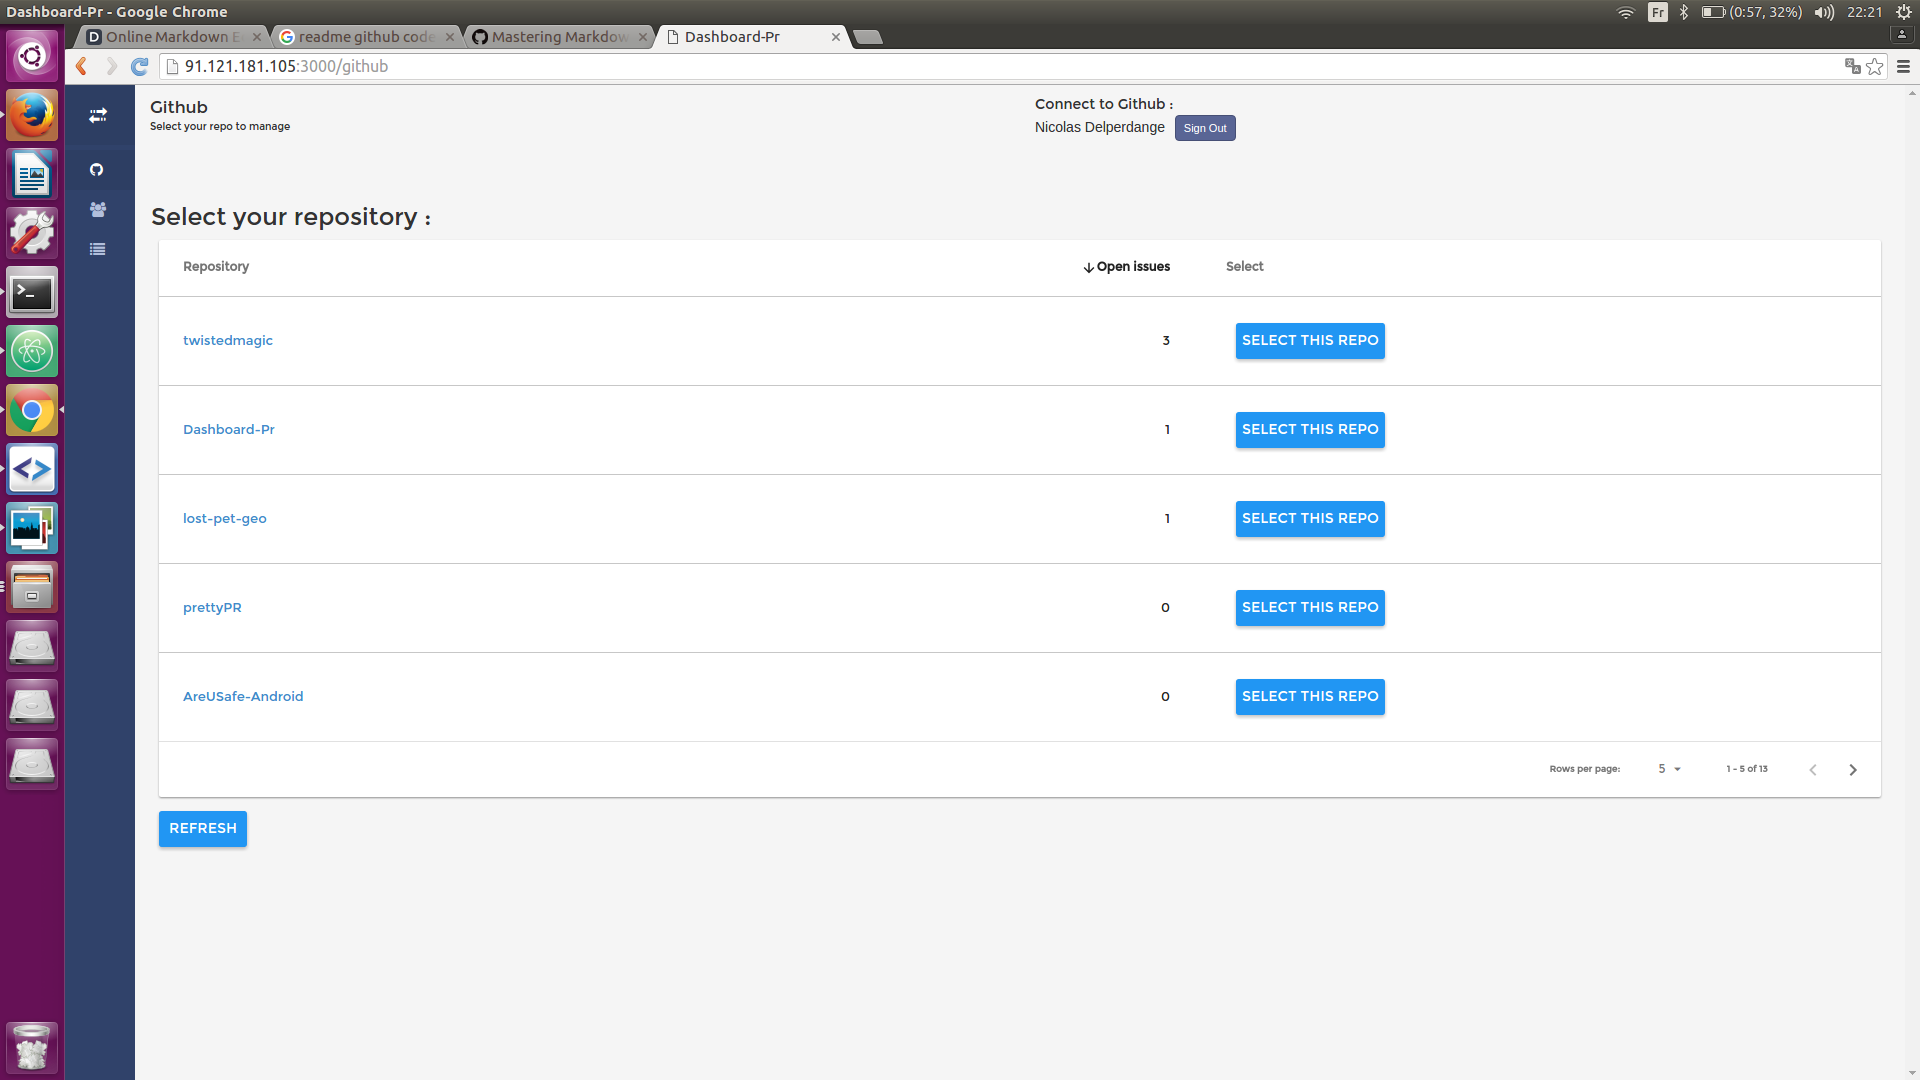 Dashboard-Pr - Google Chrome
Fr (0:57, 32%) 22:21
Online Markdown E
readme github code
Mastering Markdow
Dashboard-Pr
91.121.181.105:3000/github
Github
Select your repo to manage
Connect to Github :
Nicolas Delperdange Sign Out
Select your repository :
Repository Open issues Select
twistedmagic 3 SELECT THIS REPO
Dashboard-Pr 1 SELECT THIS REPO
lost-pet-geo 1 SELECT THIS REPO
prettyPR 0 SELECT THIS REPO
AreUSafe-Android 0 SELECT THIS REPO
Rows per page: 5 1 - 5 of 13
REFRESH